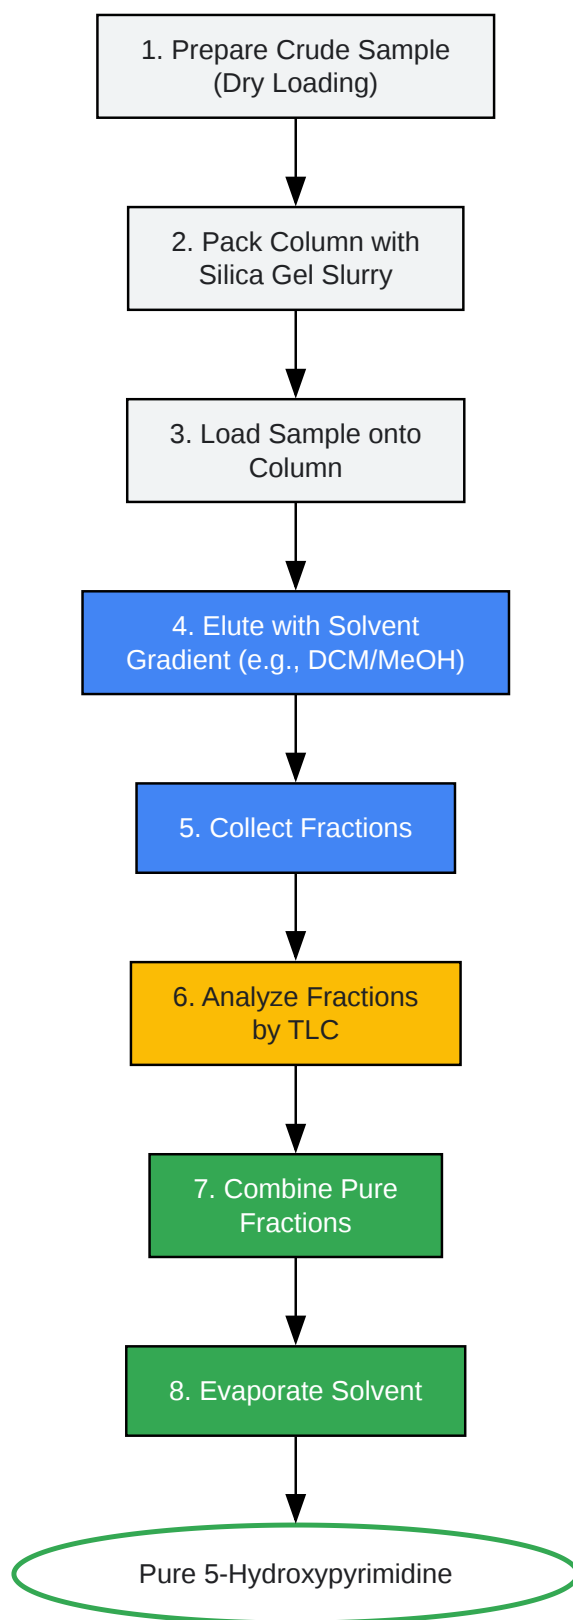 1. Prepare Crude Sample
(Dry Loading)
2. Pack Column with
Silica Gel Slurry
3. Load Sample onto
Column
4. Elute with Solvent
Gradient (e.g., DCM/MeOH)
5. Collect Fractions
6. Analyze Fractions
by TLC
7. Combine Pure
Fractions
8. Evaporate Solvent
Pure 5-Hydroxypyrimidine